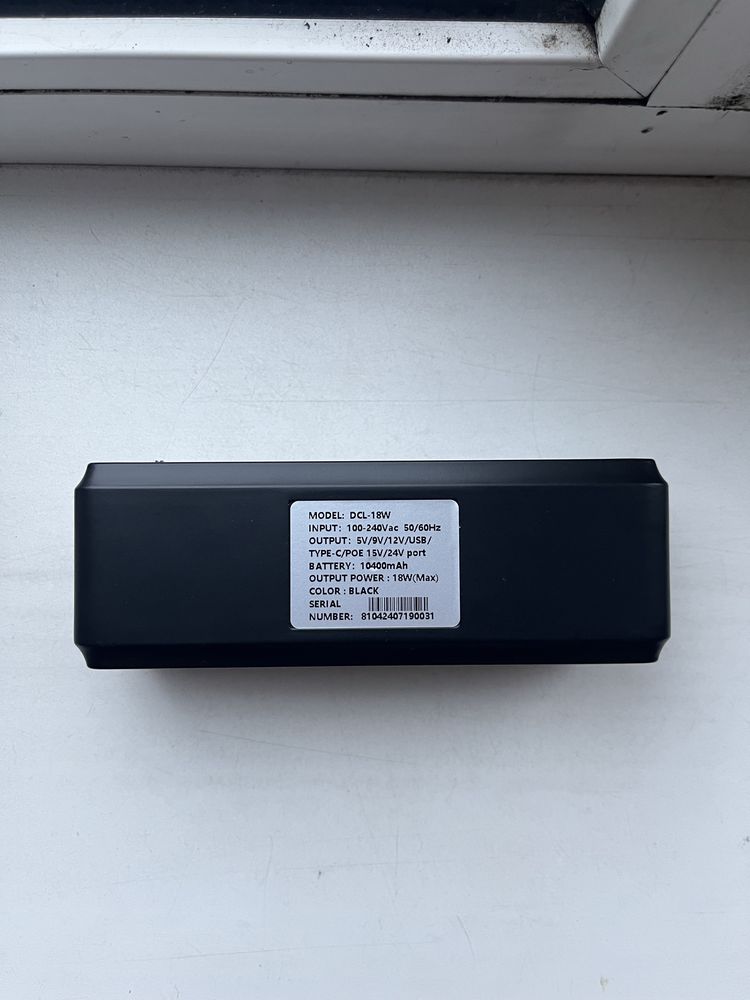 MODEL: DCL-18W
INPUT: 100-240Vac 50/60Hz
OUTPUT: 5V/9V/12V/USB/
TYPE-C/POE 15V/24V port
BATTERY: 10400mAh
OUTPUT POWER : 18W(Max)
COLOR : BLACK
SERIAL
NUMBER: 81042407190031